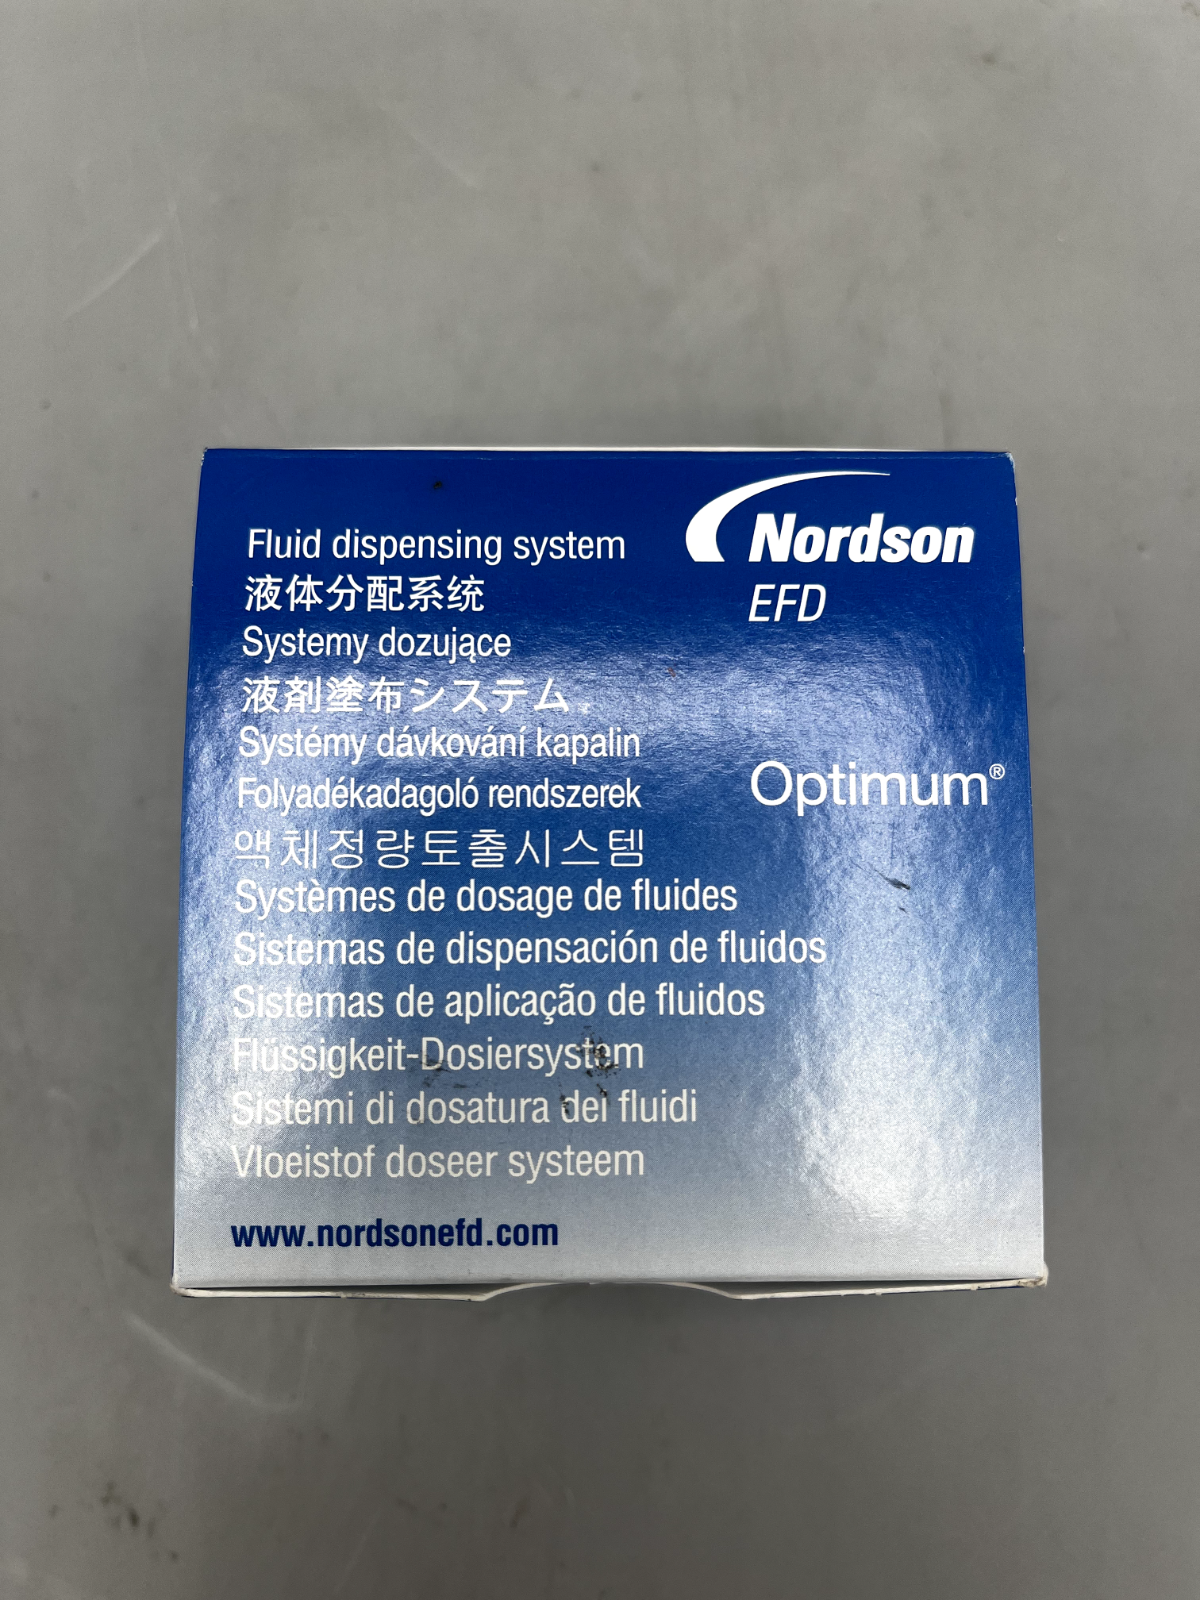 Fluid dispensing system
液体分配系统
Systemy dozujące
液剤塗布システム。
Systémy dávkování kapalin
Folyadékadagoló rendszerek
액체정량토출시스템
Systèmes de dosage de fluides
Sistemas de dispensación de fluidos
Sistemas de aplicação de fluidos
Flüssigkeit-Dosiersystem
Sistemi di dosatura dei fluidi
Vloeistof doseer systeem
www.nordsonefd.com
Nordson
EFD
Optimum®